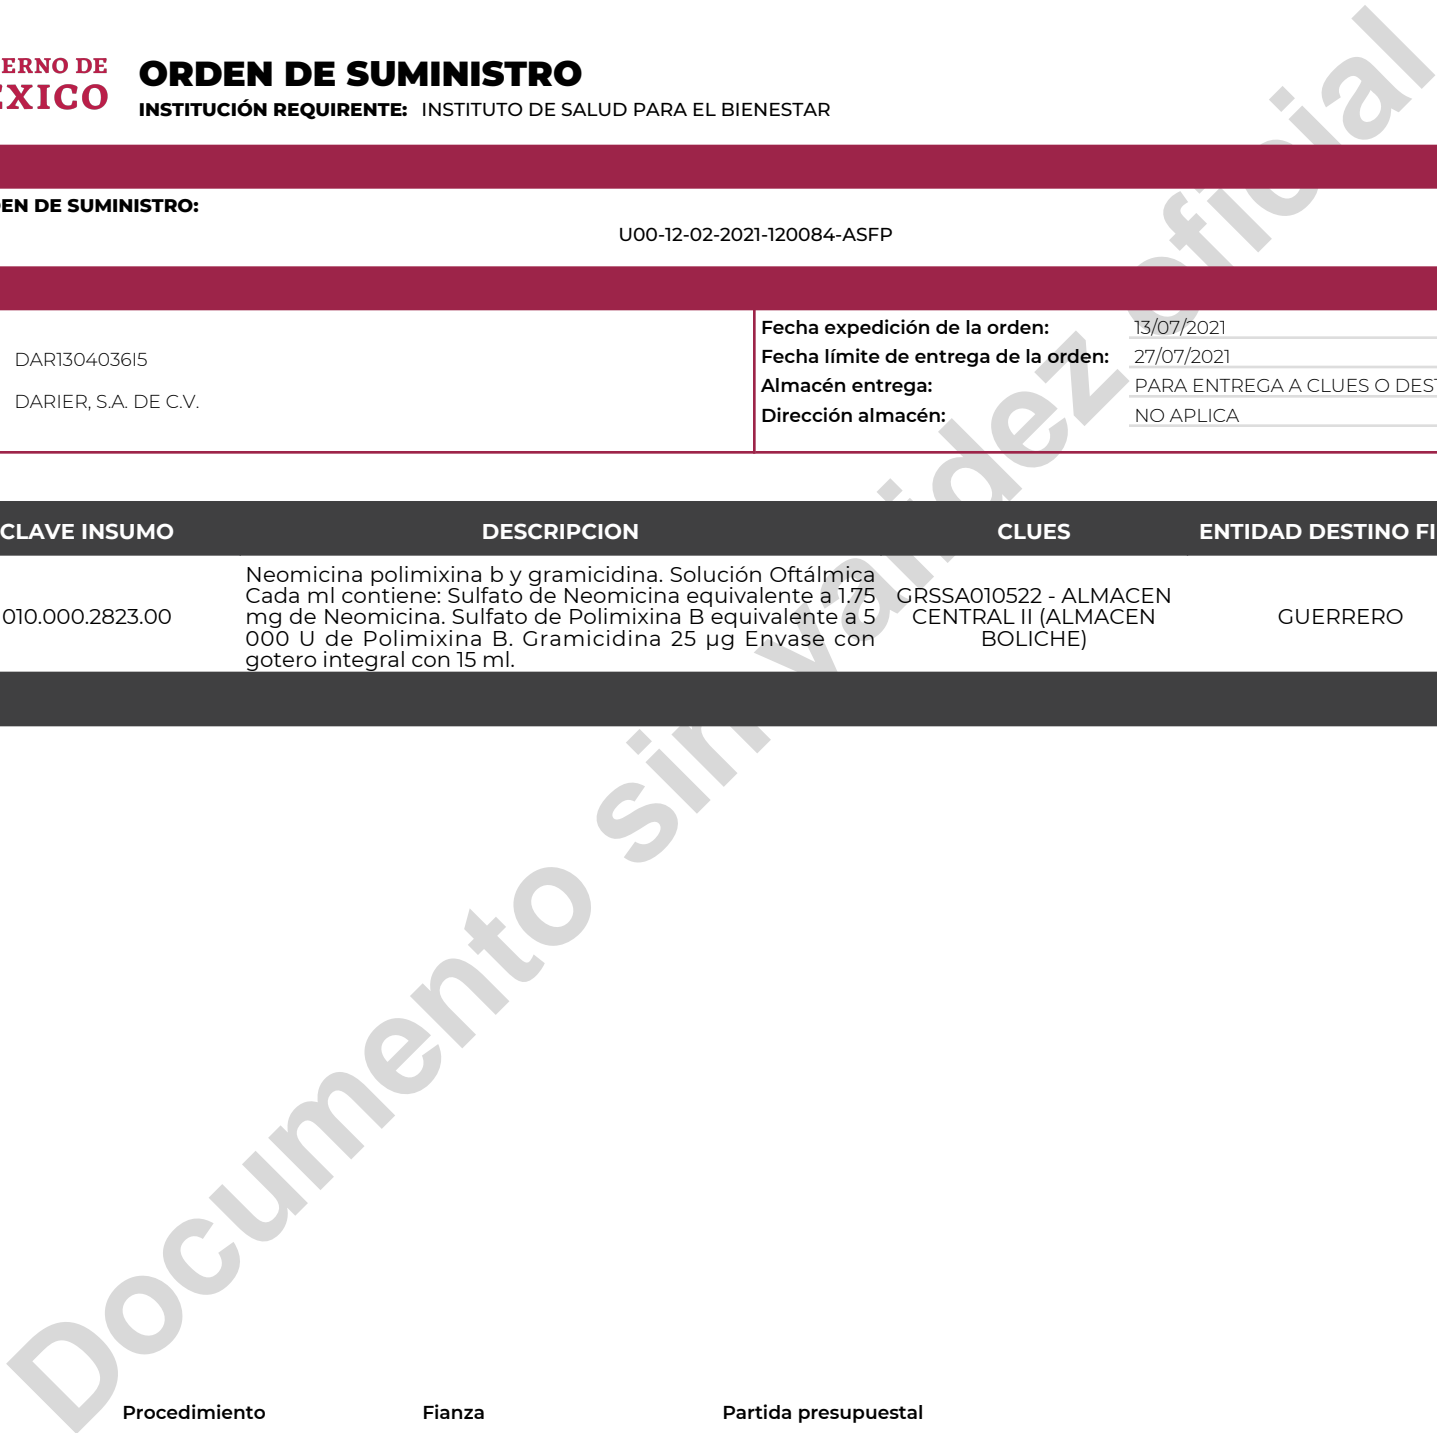 ERNO DE
EXICO
ORDEN DE SUMINISTRO
INSTITUCIÓN REQUIRENTE: INSTITUTO DE SALUD PARA EL BIENESTAR
EN DE SUMINISTRO:
U00-12-02-2021-120084-ASFP
DAR1304036I5
DARIER, S.A. DE C.V.
Fecha expedición de la orden: 13/07/2021
Fecha límite de entrega de la orden: 27/07/2021
Almacén entrega: PARA ENTREGA A CLUES O DEST
Dirección almacén: NO APLICA
CLAVE INSUMO DESCRIPCION CLUES ENTIDAD DESTINO FI
010.000.2823.00
Neomicina polimixina b y gramicidina. Solución Oftálmica
Cada ml contiene: Sulfato de Neomicina equivalente a 1.75
mg de Neomicina. Sulfato de Polimixina B equivalente a 5
000 U de Polimixina B. Gramicidina 25 µg Envase con
gotero integral con 15 ml.
GRSSA010522 - ALMACEN
CENTRAL II (ALMACEN
BOLICHE)
GUERRERO
Documento sin validez oficial
Procedimiento Fianza Partida presupuestal